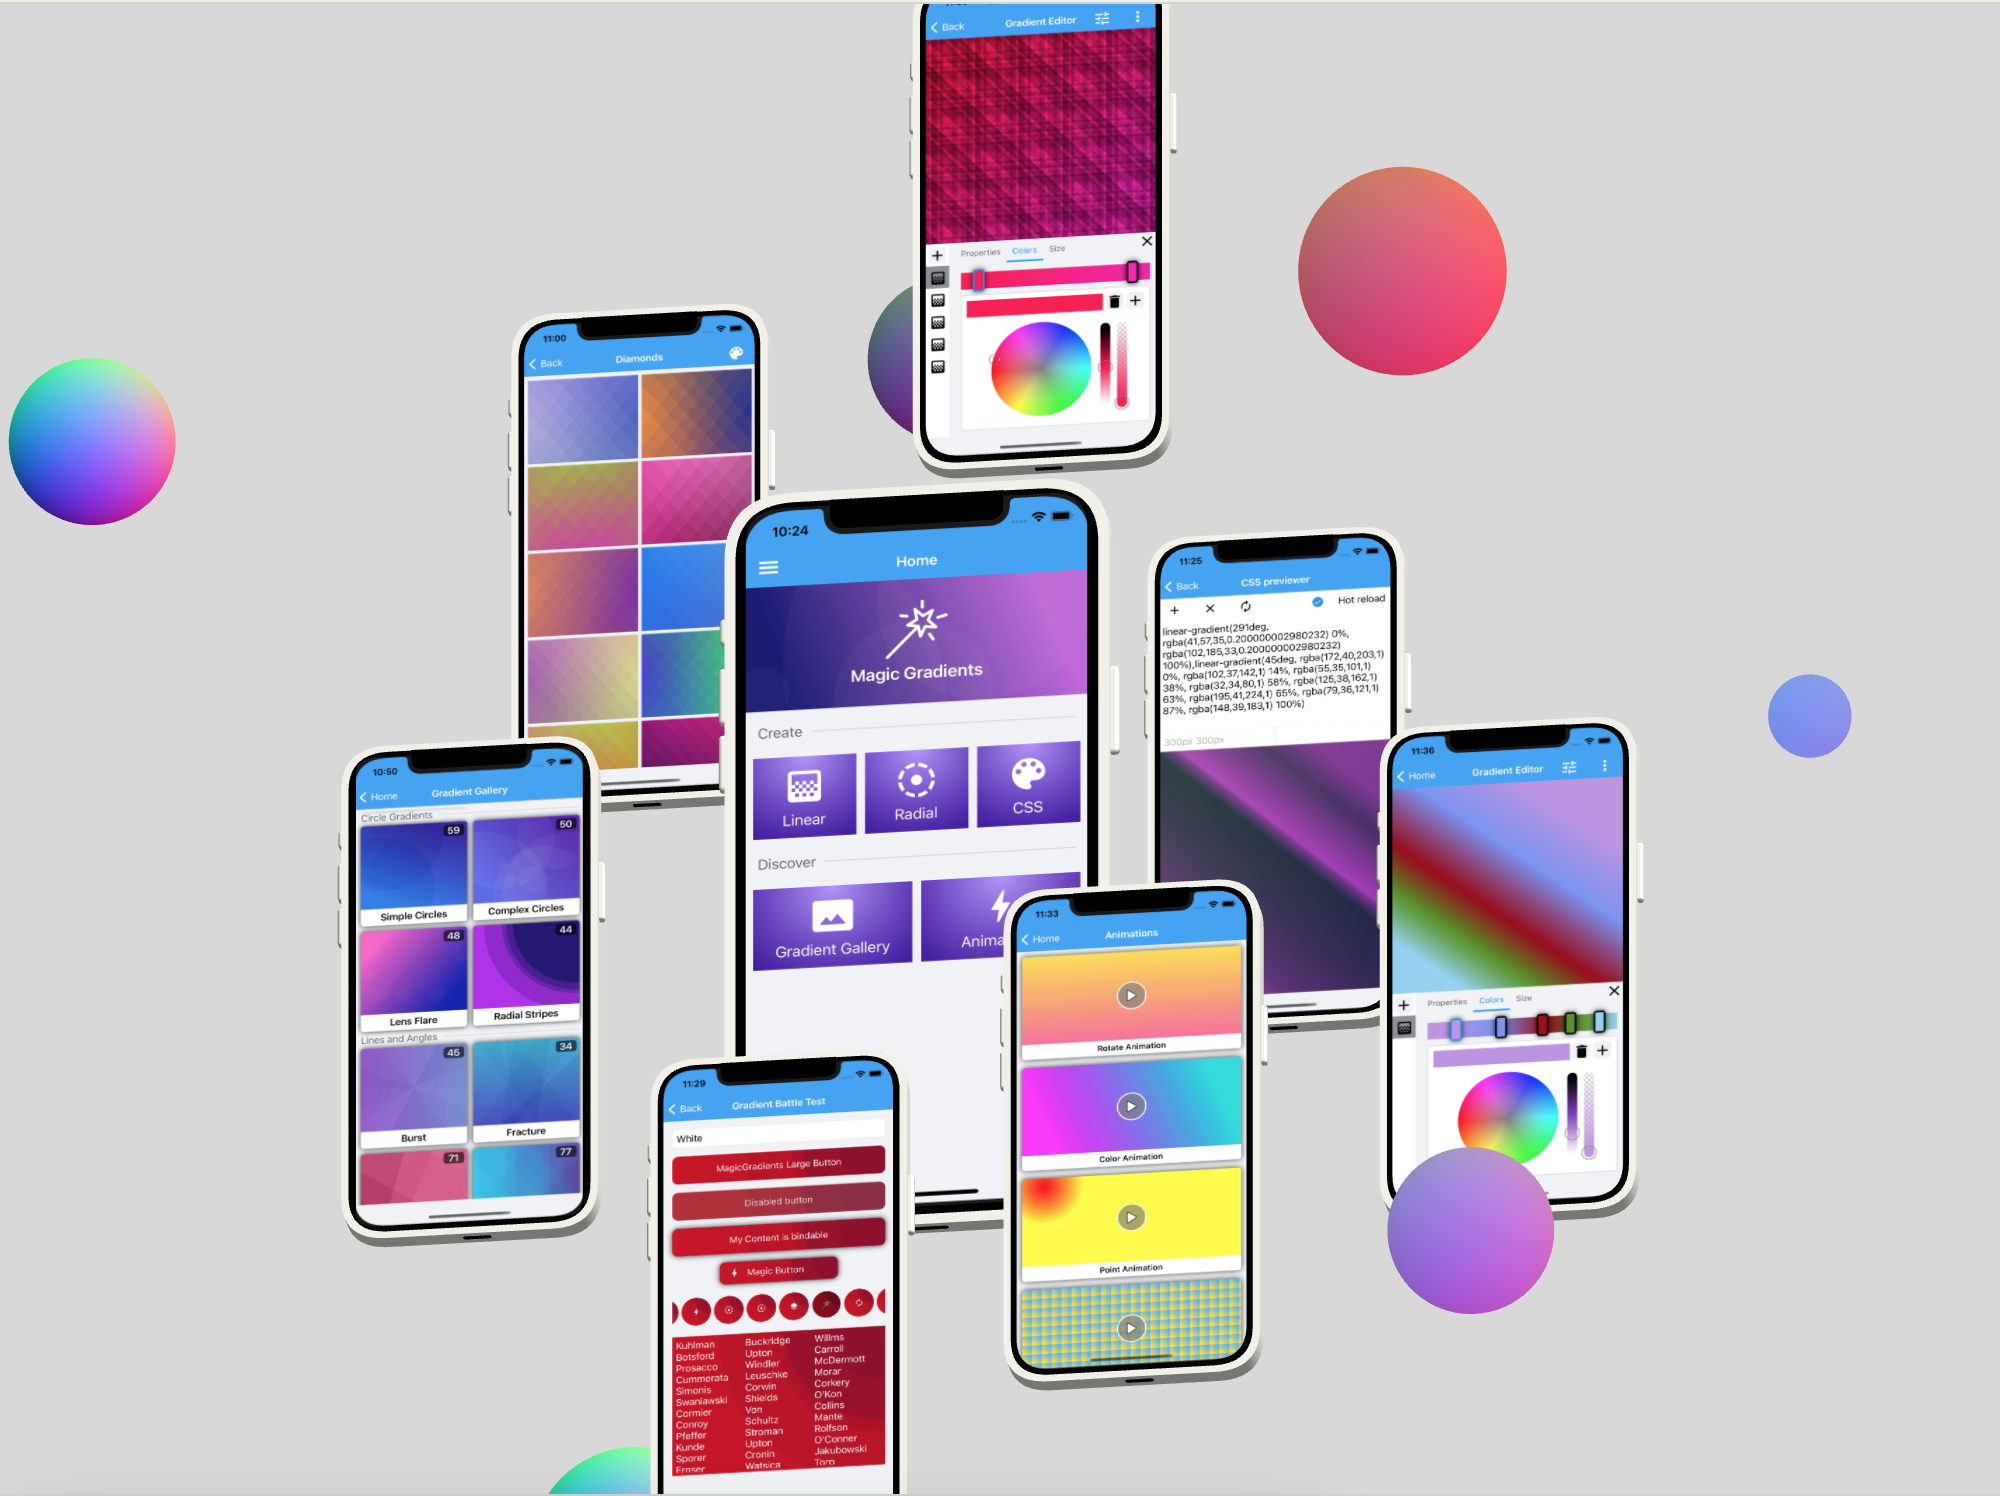 Back
Gradient Editor
Properties
Colors
Size
11:00
Back
Diamonds
10:24
Home
Magic Gradients
Create
Linear
Radial
CSS
Discover
Gradient Gallery
11:25
Back
CSS previewer
Hot reload
linear-gradient(291deg,
rgba(41,57,35,0.200000002980232) 0%,
rgba(102,185,33,0.200000002980232)
100%),linear-gradient(45deg, rgba(172,40,203,1)
0%, rgba(102,37,142,1) 14%, rgba(55,35,101,1)
38%, rgba(32,34,80,1) 58%, rgba(125,38,162,1)
63%, rgba(195,41,224,1) 65%, rgba(79,36,121,1)
87%, rgba(148,39,183,1) 100%)
300px 300px
11:36
Home
Gradient Editor
Properties
Colors
Size
10:50
Home
Gradient Gallery
Circle Gradients
59
50
Simple Circles
Complex Circles
48
44
Lens Flare
Radial Stripes
Lines and Angles
45
34
Burst
Fracture
71
77
11:33
Home
Animations
Rotate Animation
Color Animation
Point Animation
11:29
Back
Gradient Battle Test
White
MagicGradients Large Button
Disabled button
My Content is bindable
Magic Button
Kuhlman
Botsford
Prosacco
Cummerata
Simonis
Swaniawski
Cormier
Conroy
Pfeffer
Kunde
Sporer
Ernser
Buckridge
Upton
Windler
Leuschke
Corwin
Shields
Von
Schultz
Stroman
Upton
Cronin
Watsica
Willms
Carroll
McDermott
Morar
Corkery
O'Kon
Collins
Mante
Rolfson
O'Conner
Jakubowski
Torp